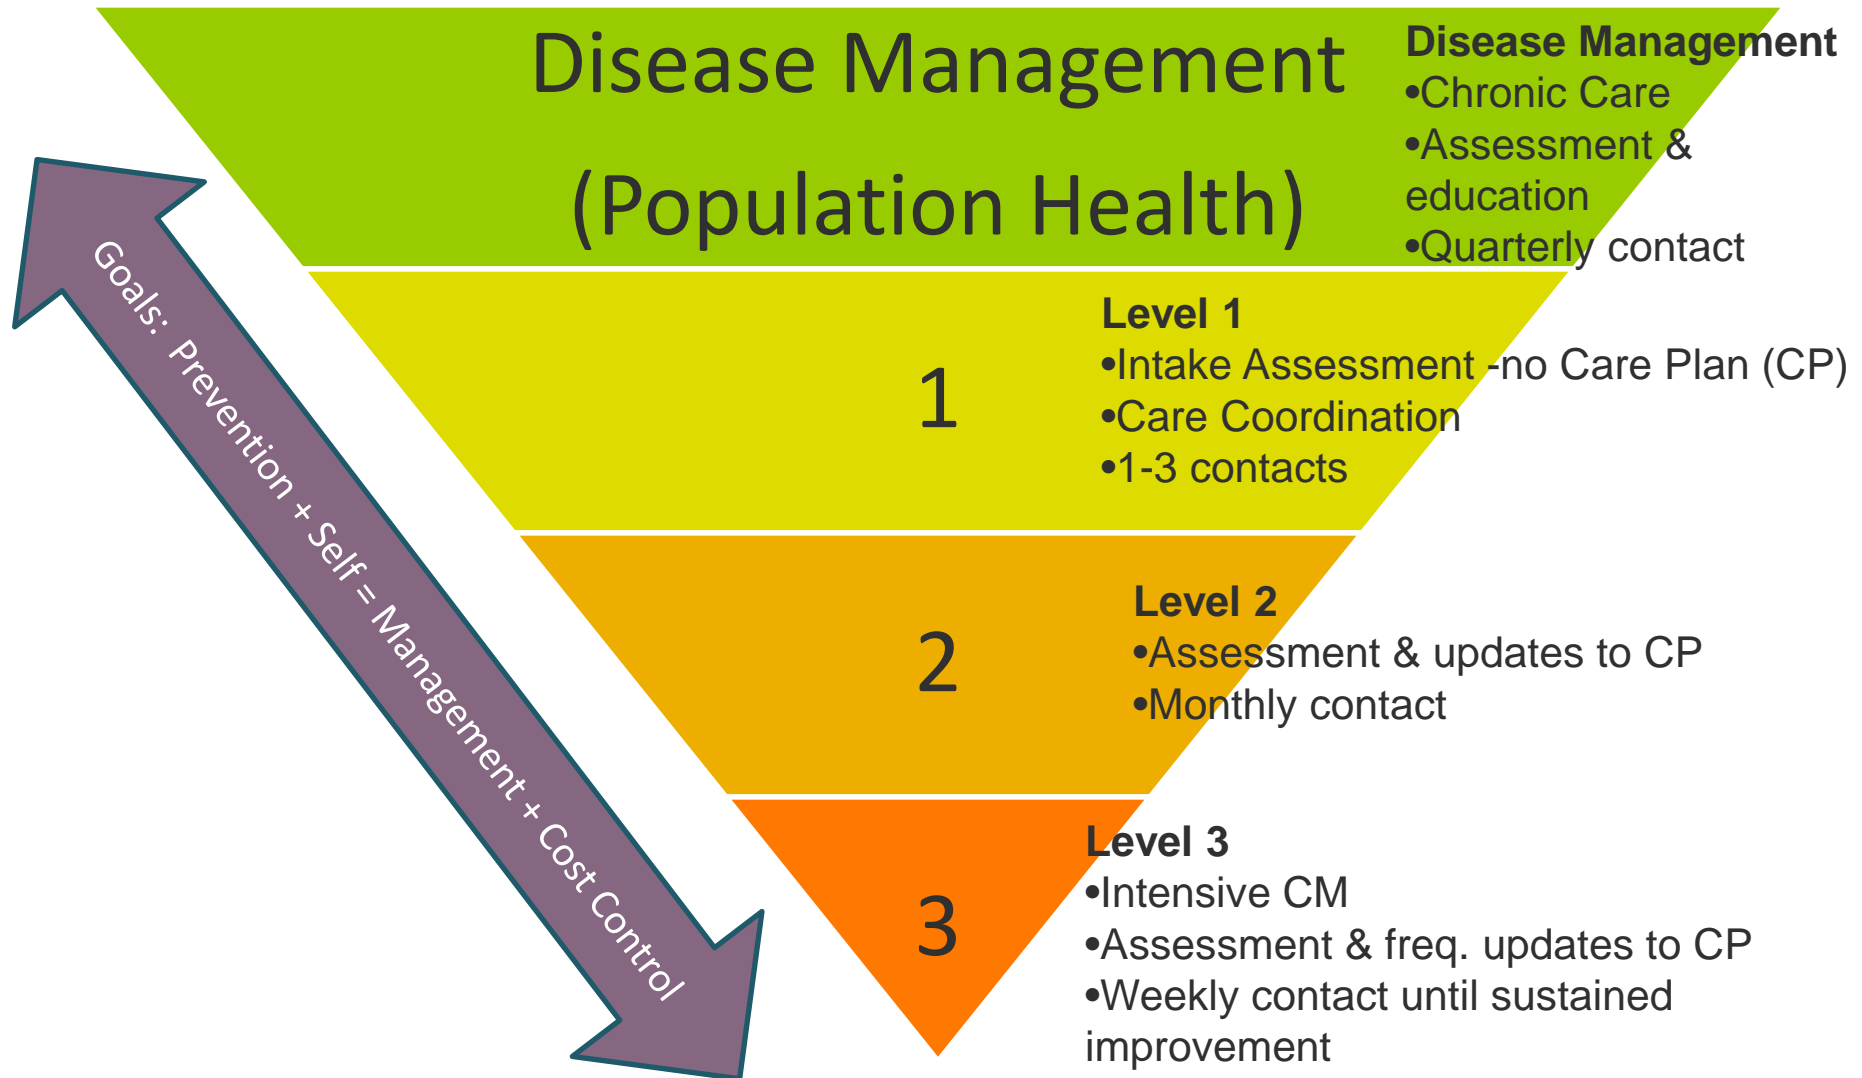 Disease Management
(Population Health)
Disease Management
•Chronic Care
•Assessment &
education
•Quarterly contact
Goals:  Prevention + Self = Management + Cost Control
1
Level 1
•Intake Assessment -no Care Plan (CP)
•Care Coordination
•1-3 contacts
2
Level 2
•Assessment & updates to CP
•Monthly contact
3
Level 3
•Intensive CM
•Assessment & freq. updates to CP
•Weekly contact until sustained
improvement